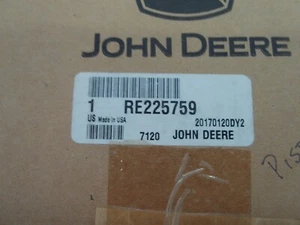 JOHN DEERE
1 RE225759
US Made In USA 20170120DY2
7120 JOHN DEERE